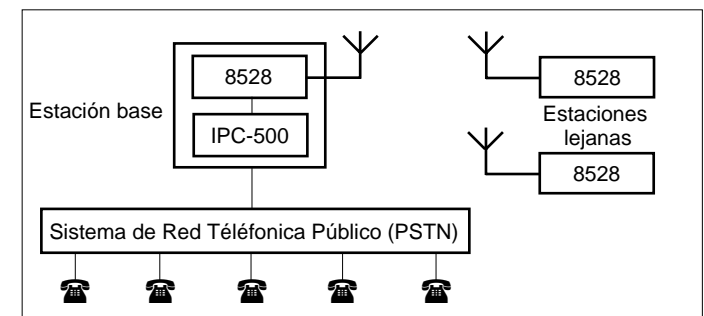 8528
Estación base
IPC-500
8528
Estaciones
lejanas
8528
Sistema de Red Téléfonica Público (PSTN)